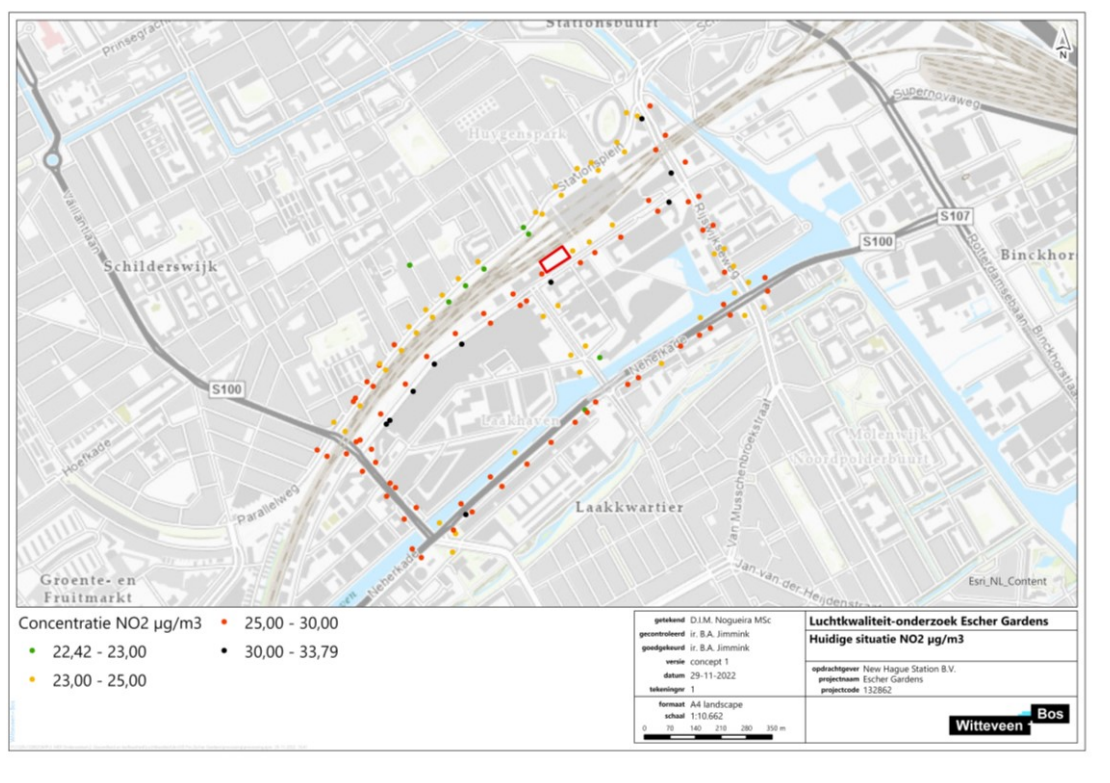 Stationsbuurt
Prinsegrach
N
Supernovaweg
Huygenspark
Stationsplein
Vaillantlaan
Rijswijkseweg
S107
S100
Schilderswijk
Binckhor
Rotterdamsebaan
Binckhorstlaan
Neherkade
S100
Laakhaven
Molenwijk
Noordpolderbuurt
Hoefkade
Parallelweg
Laakkwartier
Van Musschenbroekstraat
Jan-van-der-Heijdenstraat
Neherkade
Groente- en
Fruitmarkt
Esri_NL_Content
Concentratie NO2 µg/m3
22,42 - 23,00
23,00 - 25,00
25,00 - 30,00
30,00 - 33,79
getekend D.I.M. Nogueira MSc
gecontroleerd ir. B.A. Jimmink
goedgekeurd ir. B.A. Jimmink
versie concept 1
datum 29-11-2022
tekeningnr 1
formaat A4 landscape
schaal 1:10.662
0 70 140 210 280 350 m
Luchtkwaliteit-onderzoek Escher Gardens
Huidige situatie NO2 µg/m3
opdrachtgever New Hague Station B.V.
projectnaam Escher Gardens
projectcode 132862
Witteveen Bos